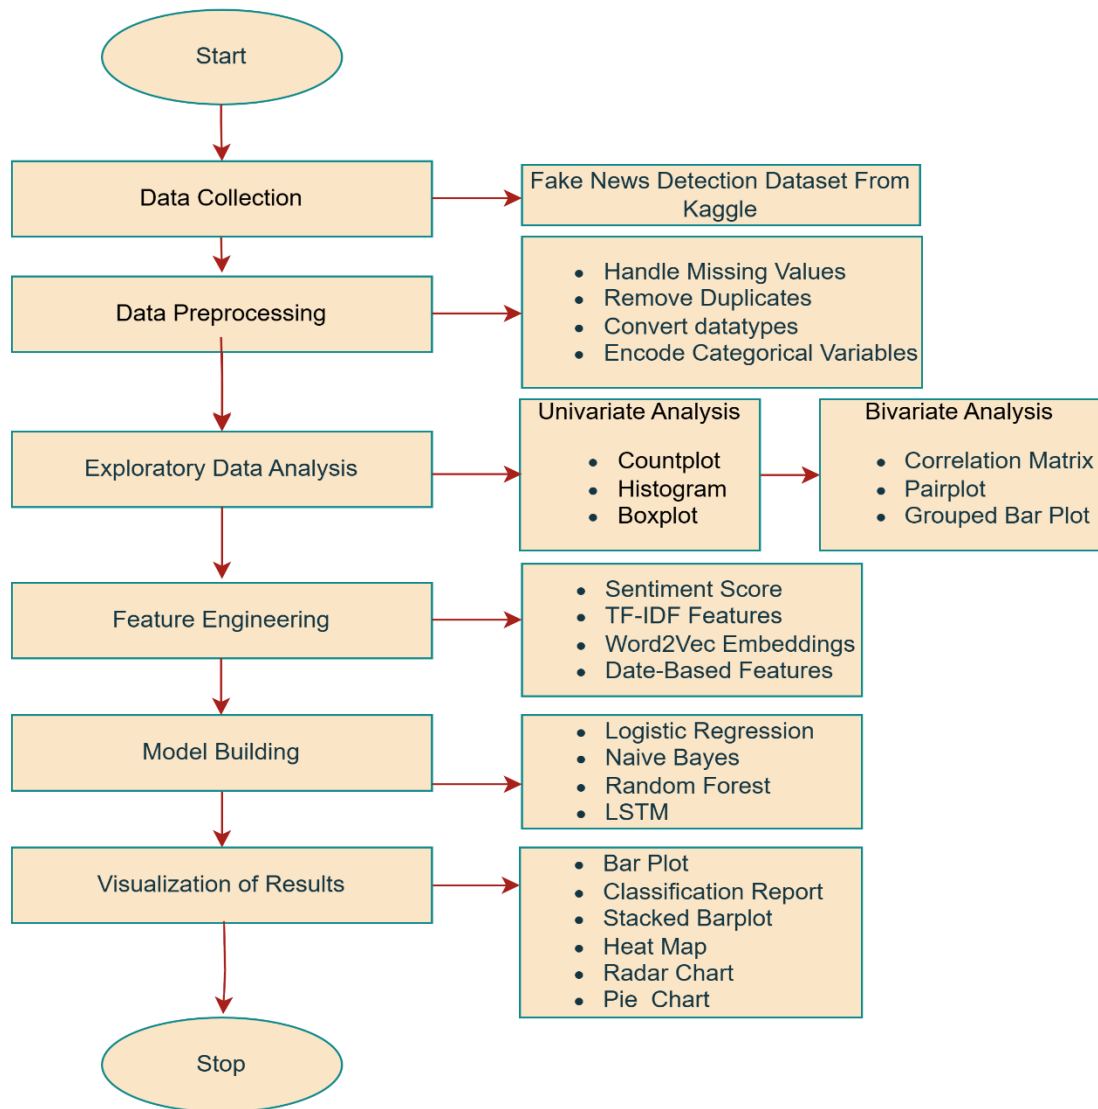 Start
Data Collection
Fake News Detection Dataset From
Kaggle
Data Preprocessing
• Handle Missing Values
• Remove Duplicates
• Convert datatypes
• Encode Categorical Variables
Exploratory Data Analysis
Univariate Analysis
• Countplot
• Histogram
• Boxplot
Bivariate Analysis
• Correlation Matrix
• Pairplot
• Grouped Bar Plot
Feature Engineering
• Sentiment Score
• TF-IDF Features
• Word2Vec Embeddings
• Date-Based Features
Model Building
• Logistic Regression
• Naive Bayes
• Random Forest
• LSTM
Visualization of Results
• Bar Plot
• Classification Report
• Stacked Barplot
• Heat Map
• Radar Chart
• Pie Chart
Stop